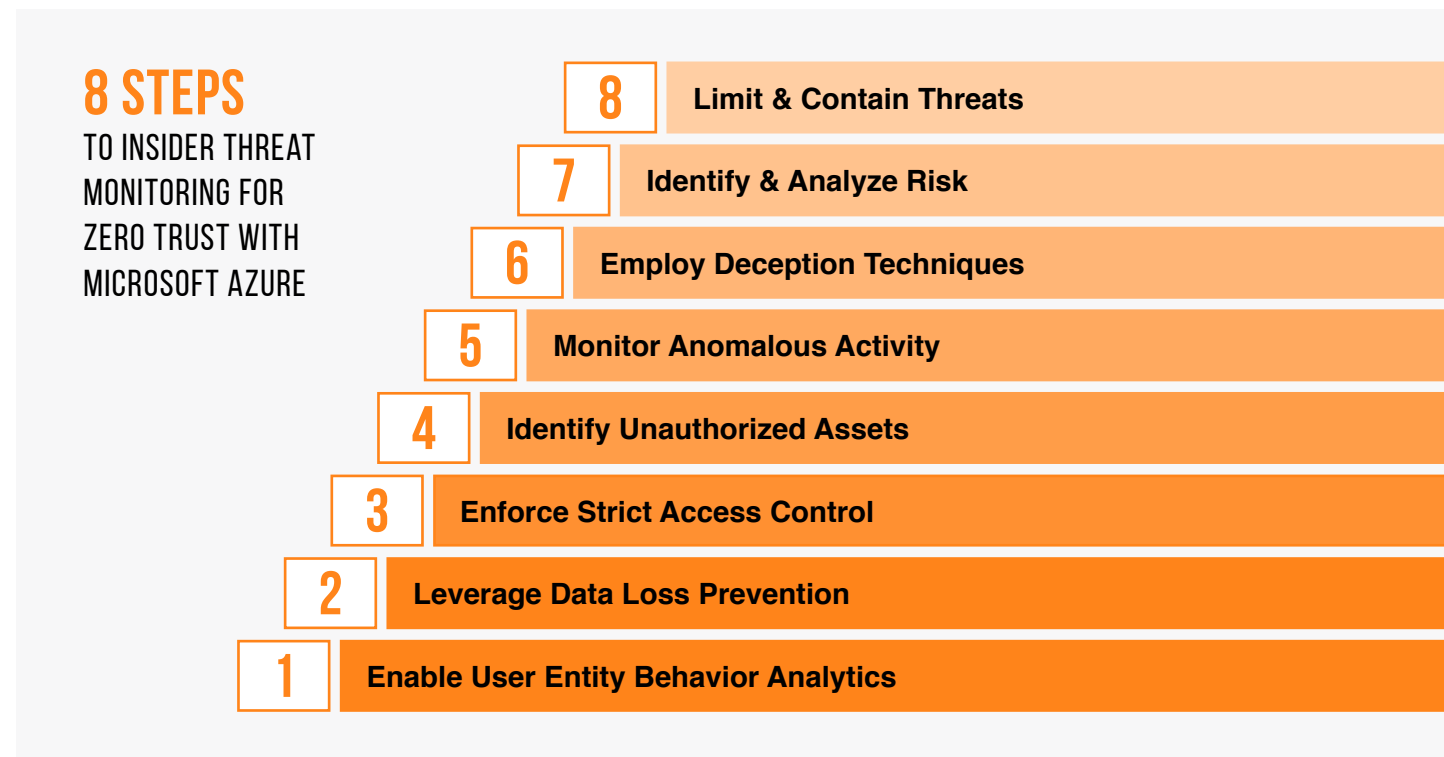 8 STEPS
TO INSIDER THREAT
MONITORING FOR
ZERO TRUST WITH
MICROSOFT AZURE
8 Limit & Contain Threats
7 Identify & Analyze Risk
6 Employ Deception Techniques
5 Monitor Anomalous Activity
4 Identify Unauthorized Assets
3 Enforce Strict Access Control
2 Leverage Data Loss Prevention
1 Enable User Entity Behavior Analytics